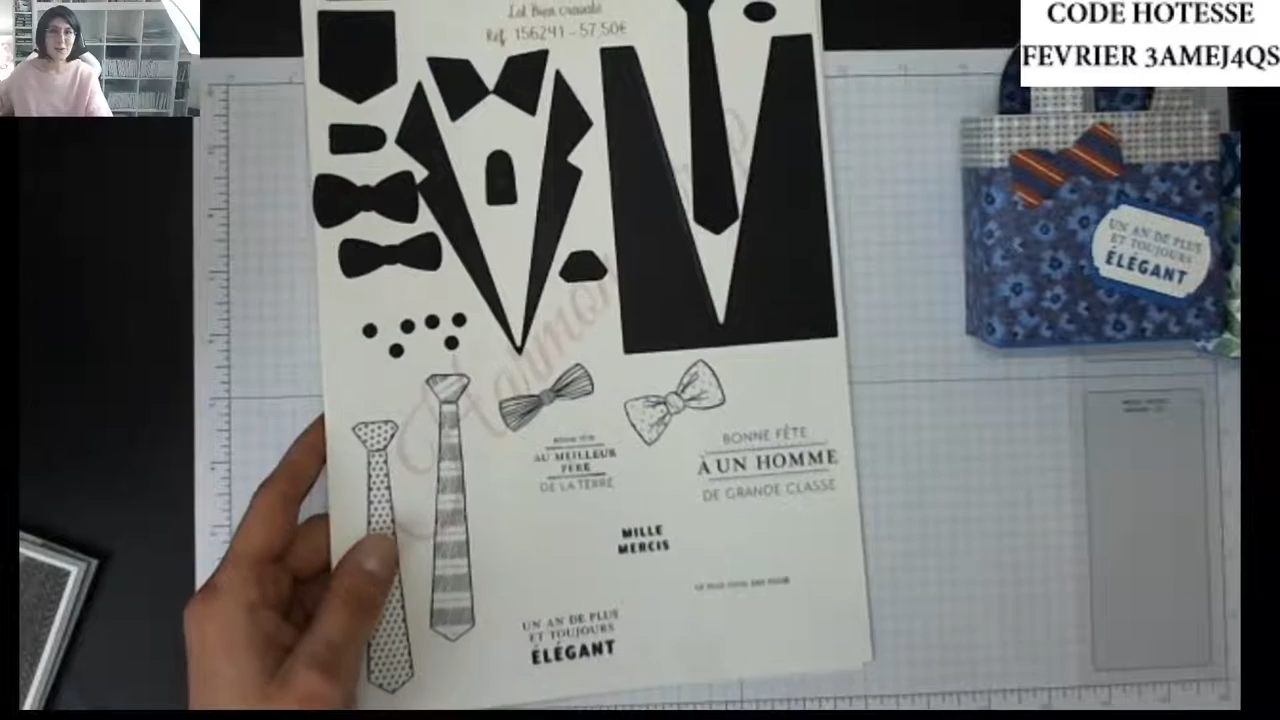 Lot Bien cravaté
Réf. 156241 - 57,50€
CODE HOTESSE
FEVRIER 3AMEJ4QS
UN AN DE PLUS
ET TOUJOURS
ÉLÉGANT
BONNE FÊTE
AU MEILLEUR
PÈRE
DE LA TERRE
BONNE FÊTE
À UN HOMME
DE GRANDE CLASSE
MILLE
MERCIS
UN AN DE PLUS
ET TOUJOURS
ÉLÉGANT